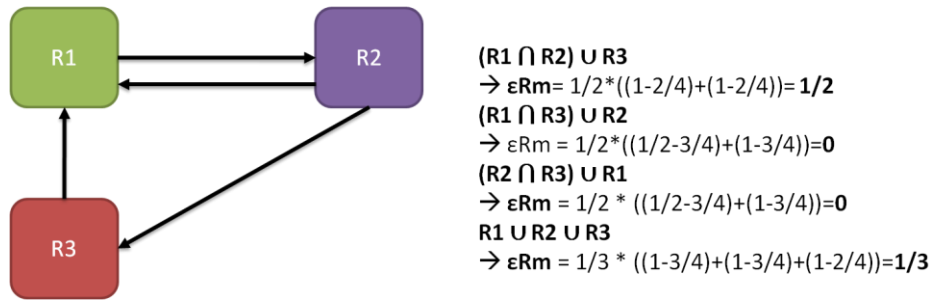 R1
R2
R3
(R1 ⋂ R2) ∪ R3
→ εRm= 1/2*((1-2/4)+(1-2/4))= 1/2
(R1 ⋂ R3) ∪ R2
→ εRm = 1/2*((1/2-3/4)+(1-3/4))=0
(R2 ⋂ R3) ∪ R1
→ εRm = 1/2 * ((1/2-3/4)+(1-3/4))=0
R1 ∪ R2 ∪ R3
→ εRm = 1/3 * ((1-3/4)+(1-3/4)+(1-2/4))=1/3